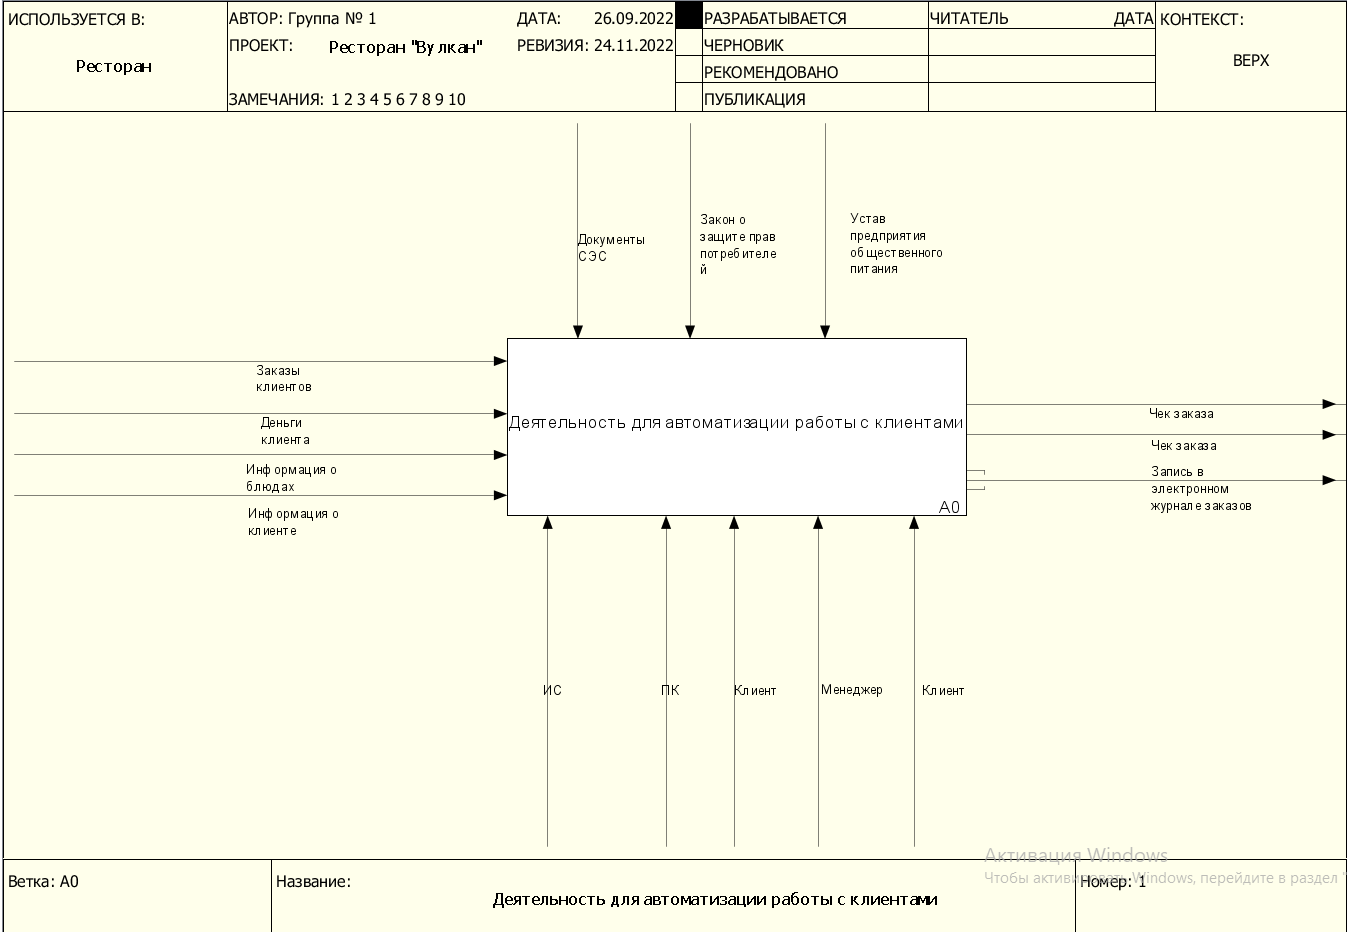 ИСПОЛЬЗУЕТСЯ В:
Ресторан
АВТОР: Группа № 1
ДАТА: 26.09.2022
ПРОЕКТ: Ресторан "Вулкан"
РЕВИЗИЯ: 24.11.2022
ЗАМЕЧАНИЯ: 1 2 3 4 5 6 7 8 9 10
РАЗРАБАТЫВАЕТСЯ
ЧЕРНОВИК
РЕКОМЕНДОВАНО
ПУБЛИКАЦИЯ
ЧИТАТЕЛЬ ДАТА
КОНТЕКСТ:
ВЕРХ
Документы
СЭС
Закон о
защите прав
потребителе
й
Устав
предприятия
общественного
питания
Заказы
клиентов
Деньги
клиента
Информация о
блюдах
Информация о
клиенте
Деятельность для автоматизации работы с клиентами
A0
Чек заказа
Чек заказа
Запись в
электронном
журнале заказов
ИС
ПК
Клиент
Менеджер
Клиент
Активация Windows
Чтобы активировать Windows, перейдите в раздел "
Ветка: A0
Название:
Деятельность для автоматизации работы с клиентами
Номер: 1